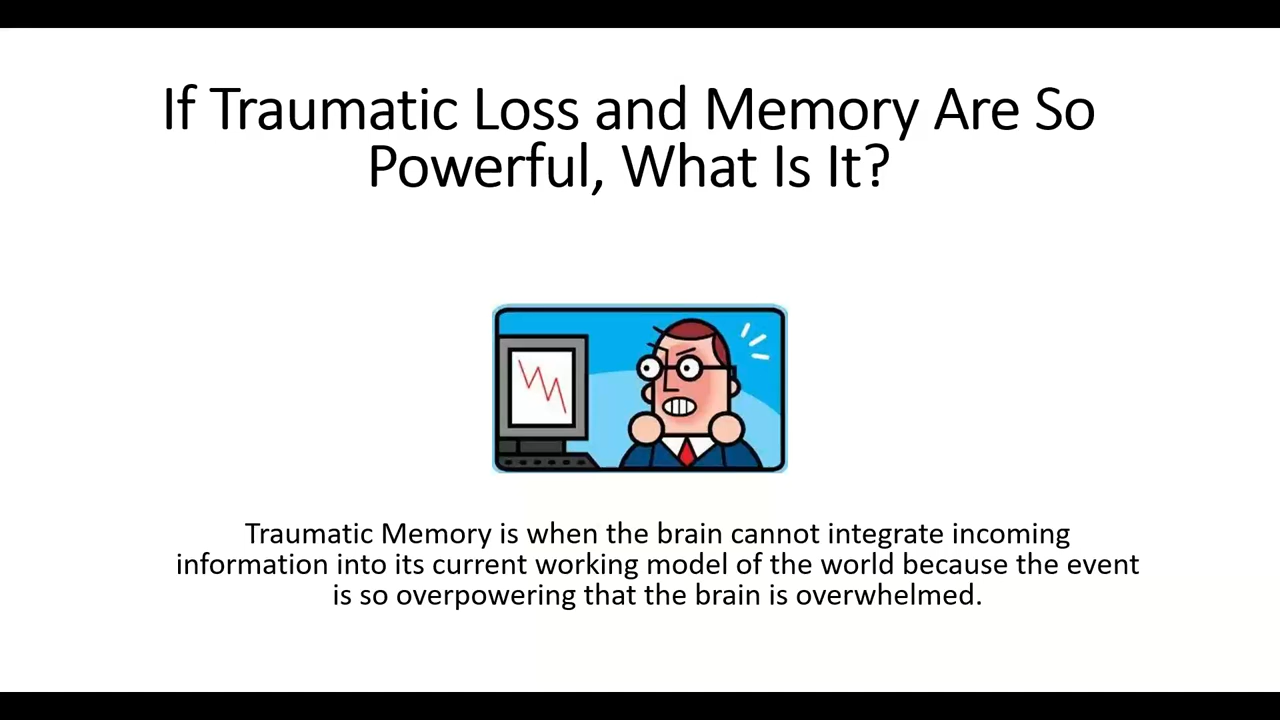 If Traumatic Loss and Memory Are So
Powerful, What Is It?
Traumatic Memory is when the brain cannot integrate incoming
information into its current working model of the world because the event
is so overpowering that the brain is overwhelmed.